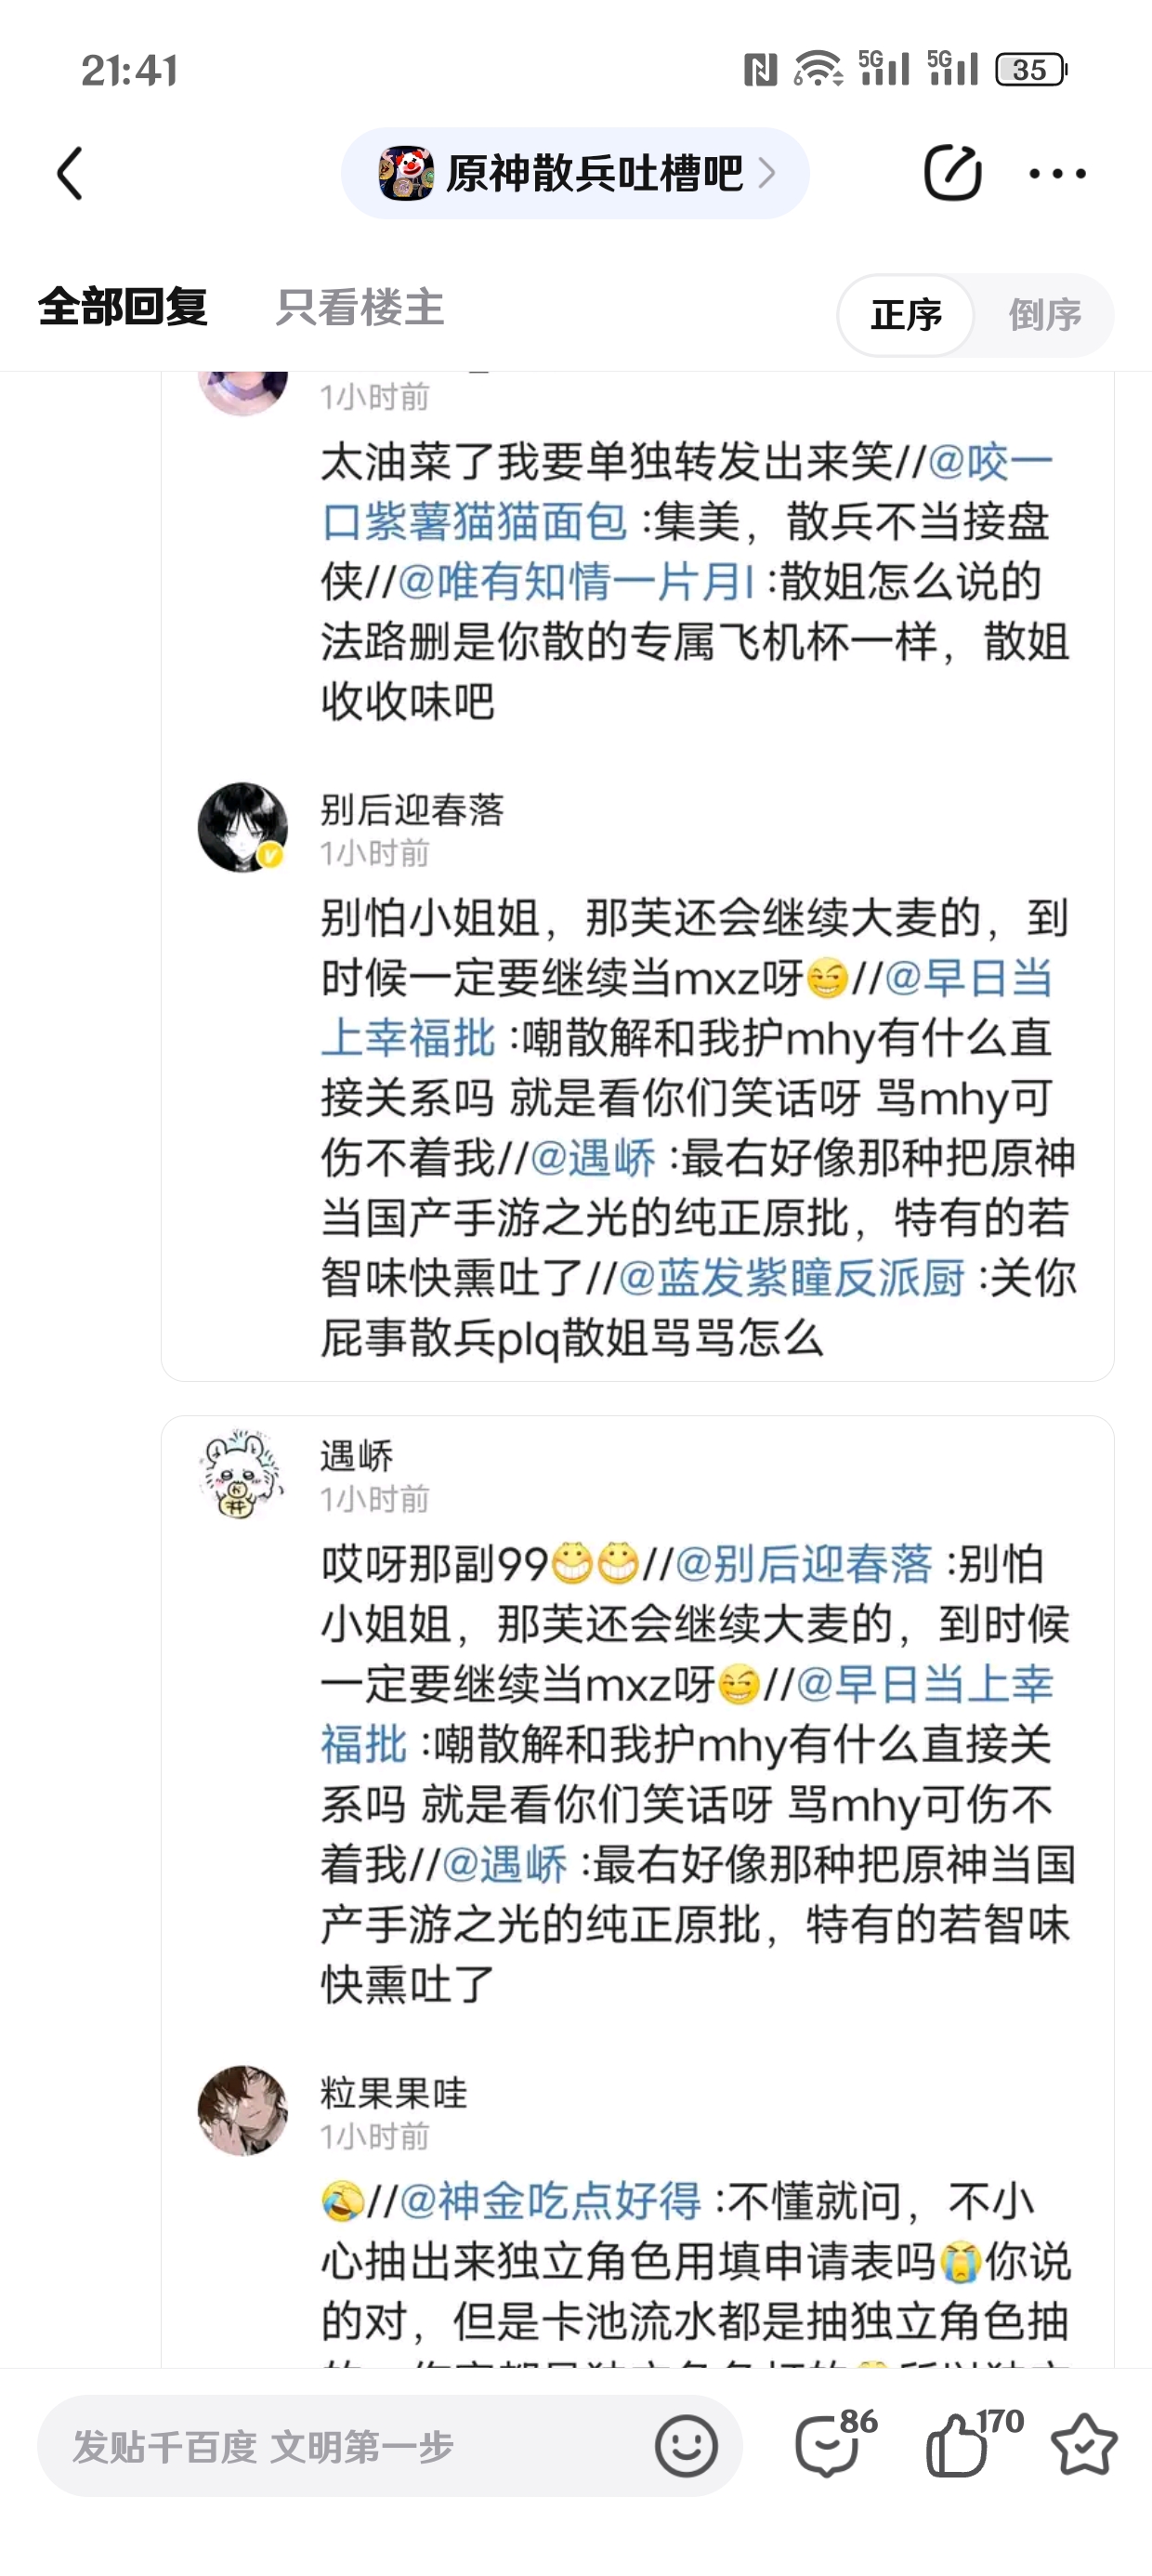 21:41
6
5G
5G
35
原神散兵吐槽吧
全部回复
只看楼主
正序
倒序
1小时前
太油菜了我要单独转发出来笑//@咬一
口紫薯猫猫面包 :集美，散兵不当接盘
侠//@唯有知情一片月l :散姐怎么说的
法路删是你散的专属飞机杯一样，散姐
收收味吧
别后迎春落
1小时前
别怕小姐姐，那芙还会继续大麦的，到
时候一定要继续当mxz呀😏//@早日当
上幸福批 :嘲散解和我护mhy有什么直
接关系吗 就是看你们笑话呀 骂mhy可
伤不着我//@遇峤 :最右好像那种把原神
当国产手游之光的纯正原批，特有的若
智味快熏吐了//@蓝发紫瞳反派厨 :关你
屁事散兵plq散姐骂骂怎么
遇峤
1小时前
哎呀那副99😁😁//@别后迎春落 :别怕
小姐姐，那芙还会继续大麦的，到时候
一定要继续当mxz呀😏//@早日当上幸
福批 :嘲散解和我护mhy有什么直接关
系吗 就是看你们笑话呀 骂mhy可伤不
着我//@遇峤 :最右好像那种把原神当国
产手游之光的纯正原批，特有的若智味
快熏吐了
粒果果哇
1小时前
🤣//@神金吃点好得 :不懂就问，不小
心抽出来独立角色用填申请表吗😭你说
的对，但是卡池流水都是抽独立角色抽
发贴千百度 文明第一步
86
170